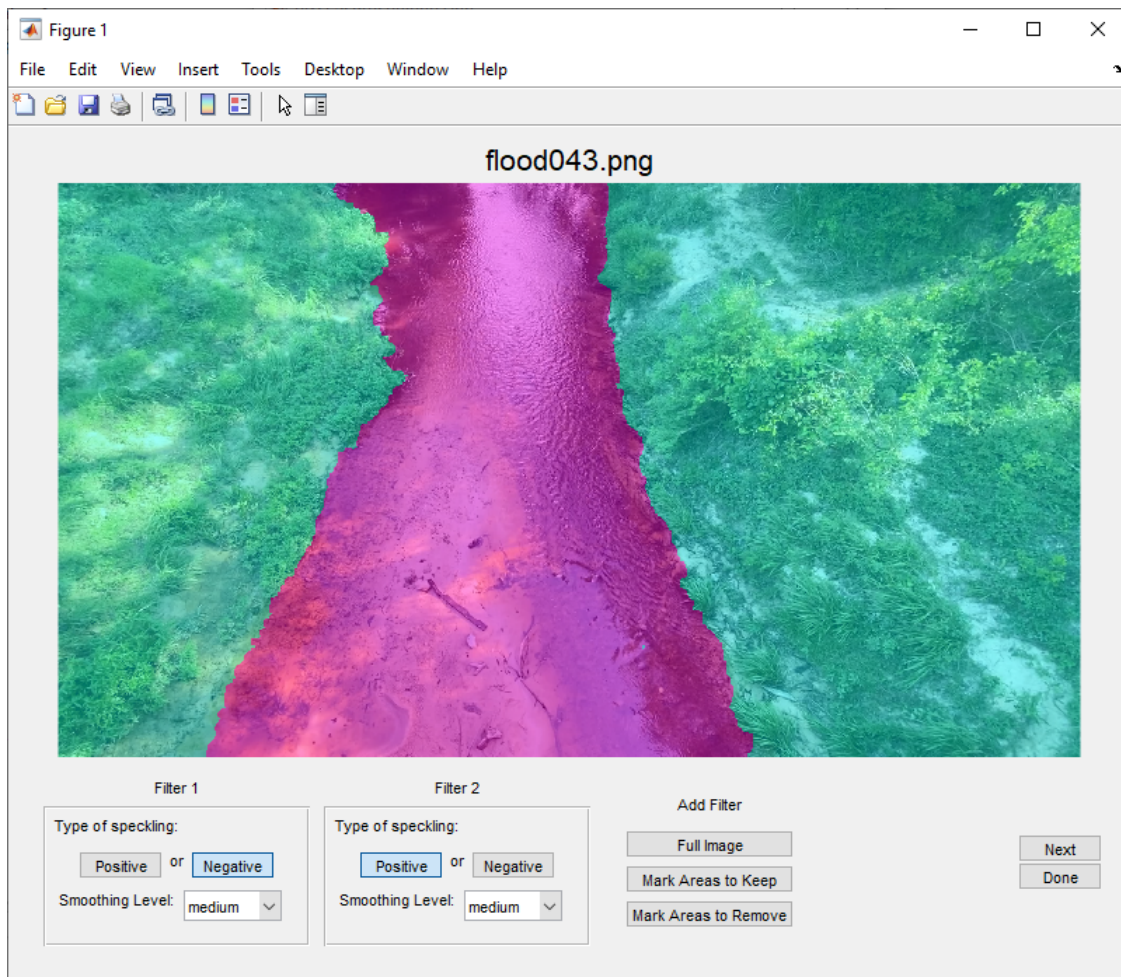 Figure 1
File Edit View Insert Tools Desktop Window Help
flood043.png
Filter 1
Filter 2
Type of speckling:
Positive or Negative
Smoothing Level: medium
Type of speckling:
Positive or Negative
Smoothing Level: medium
Add Filter
Full Image
Mark Areas to Keep
Mark Areas to Remove
Next
Done